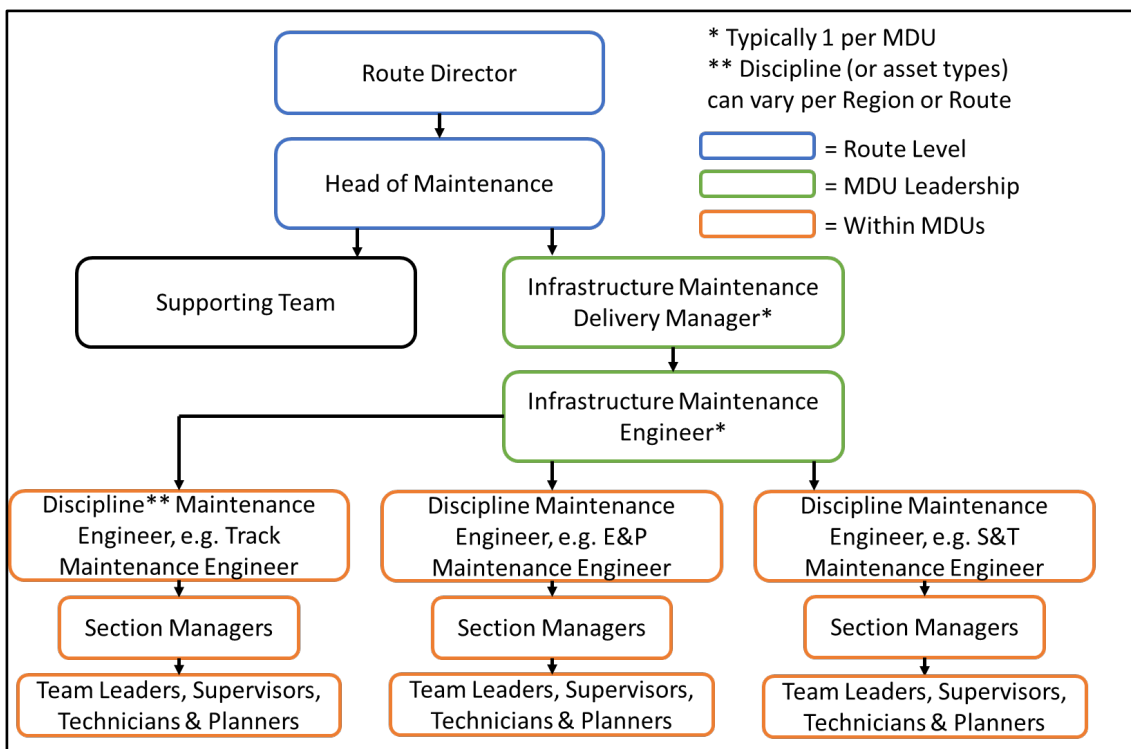 Route Director
* Typically 1 per MDU
** Discipline (or asset types)
can vary per Region or Route
= Route Level
= MDU Leadership
= Within MDUs
Head of Maintenance
Supporting Team
Infrastructure Maintenance
Delivery Manager*
Infrastructure Maintenance
Engineer*
Discipline** Maintenance
Engineer, e.g. Track
Maintenance Engineer
Discipline Maintenance
Engineer, e.g. E&P
Maintenance Engineer
Discipline Maintenance
Engineer, e.g. S&T
Maintenance Engineer
Section Managers
Section Managers
Section Managers
Team Leaders, Supervisors,
Technicians & Planners
Team Leaders, Supervisors,
Technicians & Planners
Team Leaders, Supervisors,
Technicians & Planners